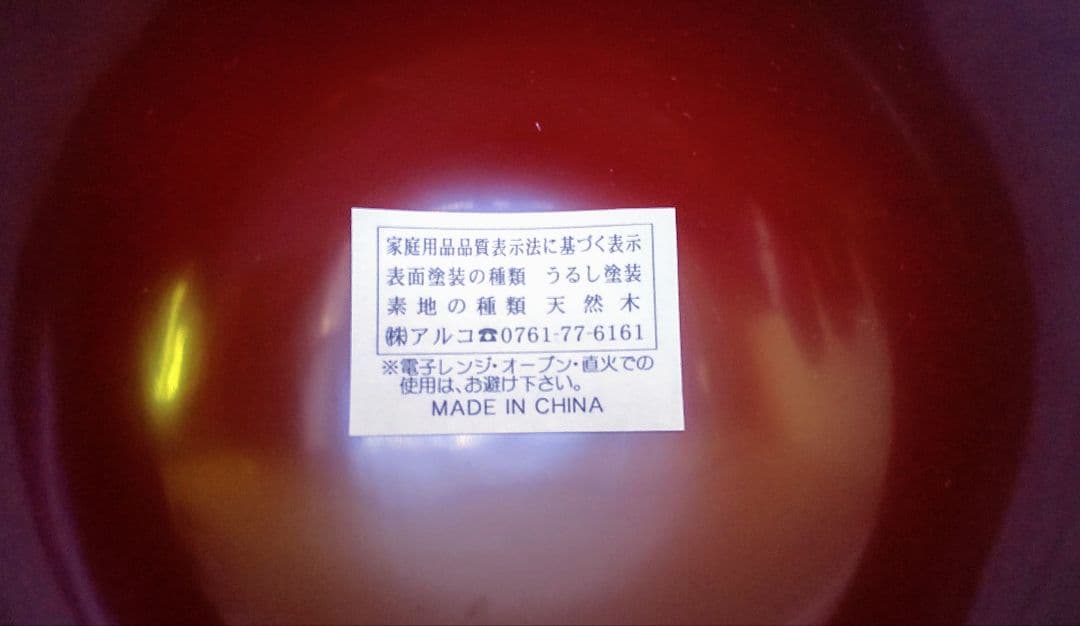 家庭用品品質表示法に基づく表示
表面塗装の種類 うるし塗装
素地の種類 天然木
㈱アルコ☎0761-77-6161
※電子レンジ・オーブン・直火での
使用は、お避け下さい。
MADE IN CHINA